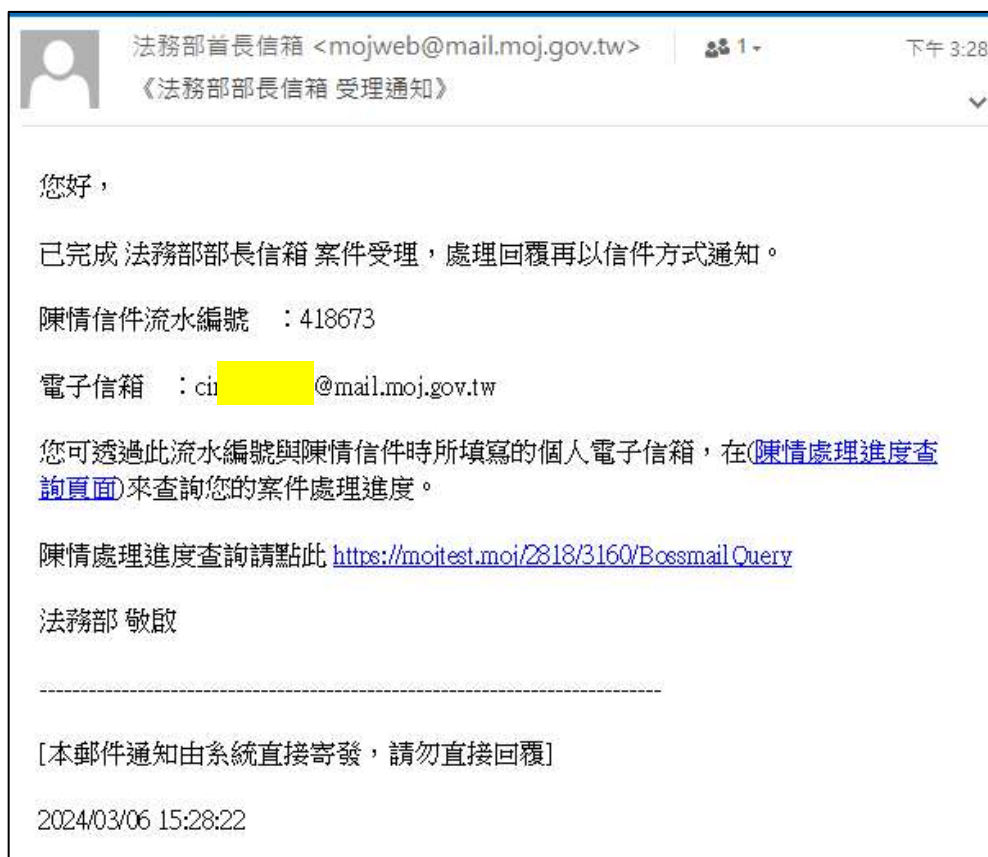 法務部首長信箱 <mojweb@mail.moj.gov.tw> 1 下午 3:28
《法務部部長信箱 受理通知》
您好，
已完成 法務部部長信箱 案件受理，處理回覆再以信件方式通知。
陳情信件流水編號 ：418673
電子信箱 ：cin @mail.moj.gov.tw
您可透過此流水編號與陳情信件時所填寫的個人電子信箱，在(陳情處理進度查
詢頁面)來查詢您的案件處理進度。
陳情處理進度查詢請點此 https://mojtest.moj/2818/3160/BossmailQuery
法務部 敬啟
------------------------------------------------------------------------
[本郵件通知由系統直接寄發，請勿直接回覆]
2024/03/06 15:28:22